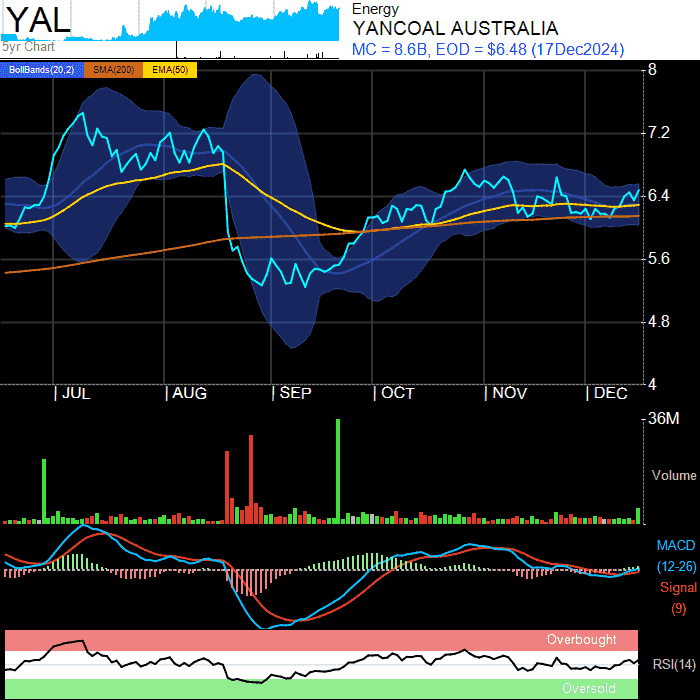 YAL
5yr Chart
Energy
YANCOAL AUSTRALIA
MC = 8.6B, EOD = $6.48 (17Dec2024)
BollBands(20,2) SMA(200) EMA(50)
8
7.2
6.4
5.6
4.8
4
JUL AUG SEP OCT NOV DEC
36M
Volume
MACD
(12-26)
Signal
(9)
Overbought
RSI(14)
Oversold